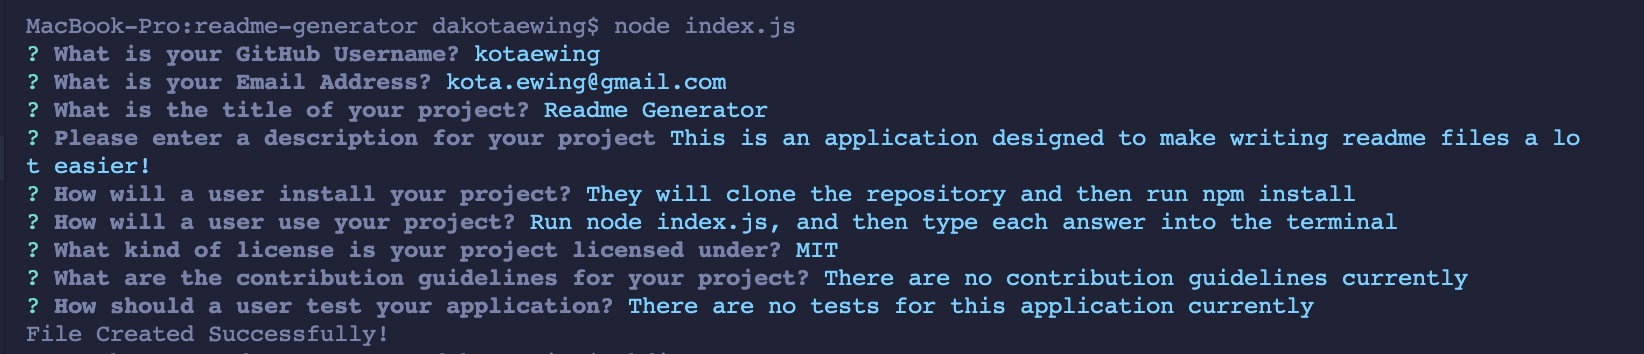 MacBook-Pro:readme-generator dakotaewing$ node index.js
? What is your GitHub Username? kotaewing
? What is your Email Address? kota.ewing@gmail.com
? What is the title of your project? Readme Generator
? Please enter a description for your project This is an application designed to make writing readme files a lo
t easier!
? How will a user install your project? They will clone the repository and then run npm install
? How will a user use your project? Run node index.js, and then type each answer into the terminal
? What kind of license is your project licensed under? MIT
? What are the contribution guidelines for your project? There are no contribution guidelines currently
? How should a user test your application? There are no tests for this application currently
File Created Successfully!